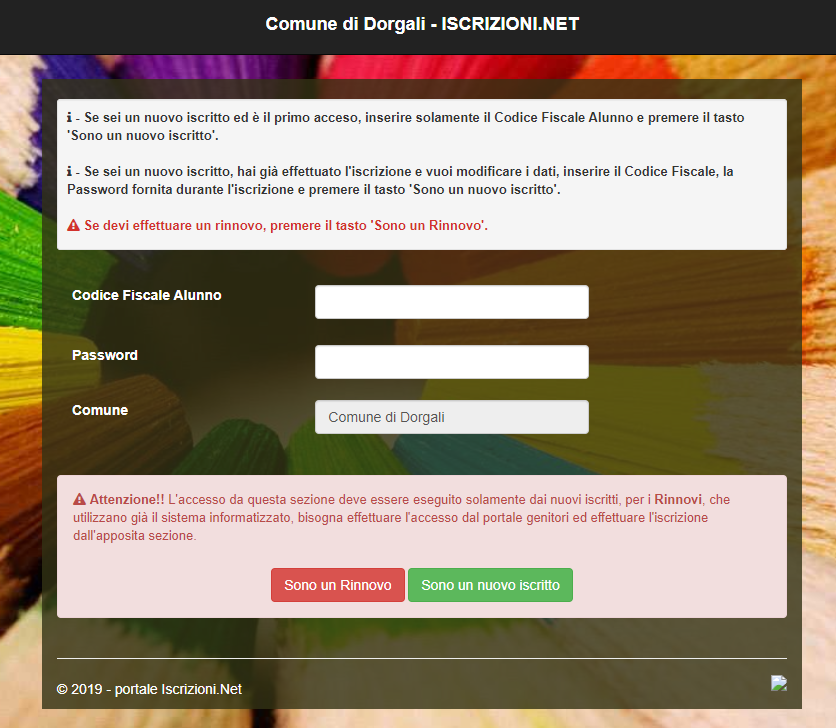 Comune di Dorgali - ISCRIZIONI.NET
i - Se sei un nuovo iscritto ed è il primo acceso, inserire solamente il Codice Fiscale Alunno e premere il tasto
'Sono un nuovo iscritto'.
i - Se sei un nuovo iscritto, hai già effettuato l'iscrizione e vuoi modificare i dati, inserire il Codice Fiscale, la
Password fornita durante l'iscrizione e premere il tasto 'Sono un nuovo iscritto'.
Se devi effettuare un rinnovo, premere il tasto 'Sono un Rinnovo'.
Codice Fiscale Alunno
Password
Comune
Comune di Dorgali
Attenzione!! L'accesso da questa sezione deve essere eseguito solamente dai nuovi iscritti, per i Rinnovi, che
utilizzano già il sistema informatizzato, bisogna effettuare l'accesso dal portale genitori ed effettuare l'iscrizione
dall'apposita sezione.
Sono un Rinnovo
Sono un nuovo iscritto
© 2019 - portale Iscrizioni.Net